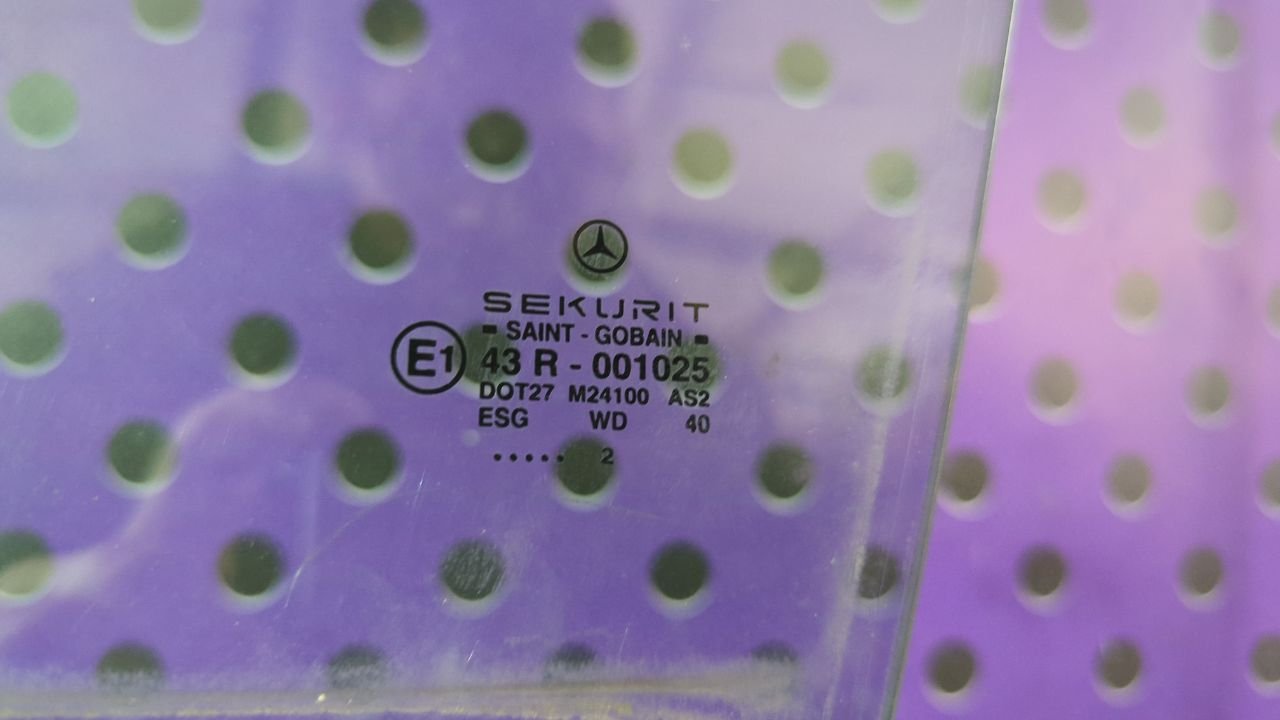 SEKURIT
SAINT - GOBAIN
E1 43 R - 001025
DOT27 M24100 AS2
ESG WD 40
..... 2